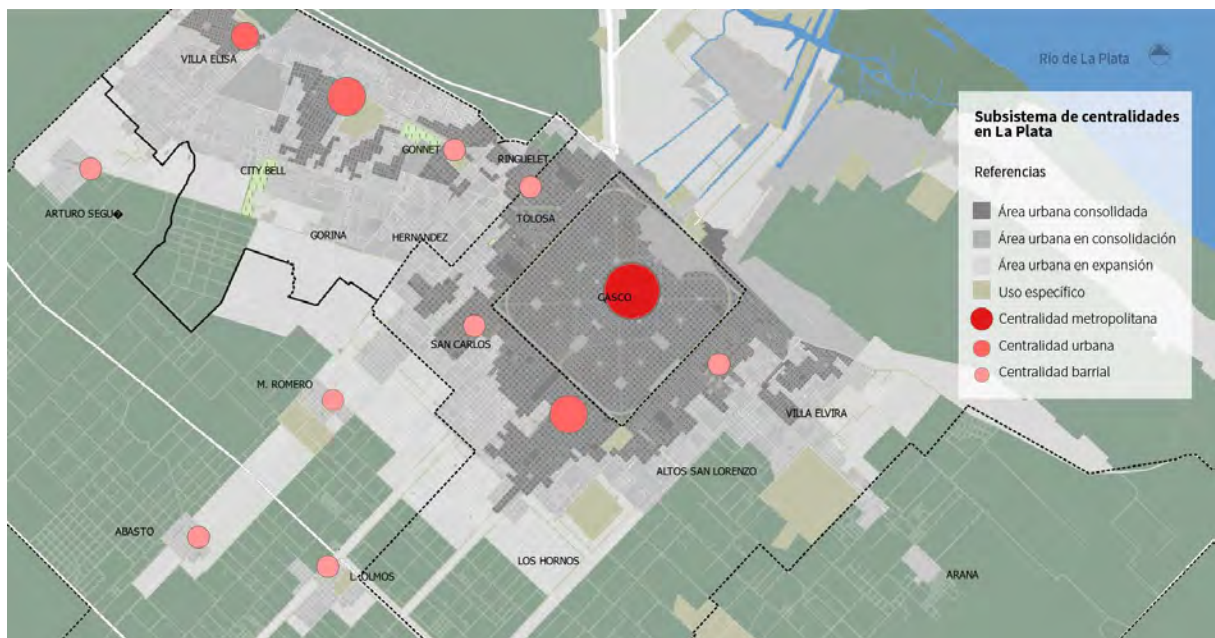 VILLA ELISA
Río de La Plata
Subsistema de centralidades
en La Plata
Referencias
Área urbana consolidada
Área urbana en consolidación
Área urbana en expansión
Uso específico
Centralidad metropolitana
Centralidad urbana
Centralidad barrial
GONNET
RINGUELET
CITY BELL
ARTURO SEGU�
TOLOSA
GORINA
HERNANDEZ
CASCO
SAN CARLOS
M. ROMERO
VILLA ELVIRA
ALTOS SAN LORENZO
ABASTO
LOS HORNOS
L. OLMOS
ARANA